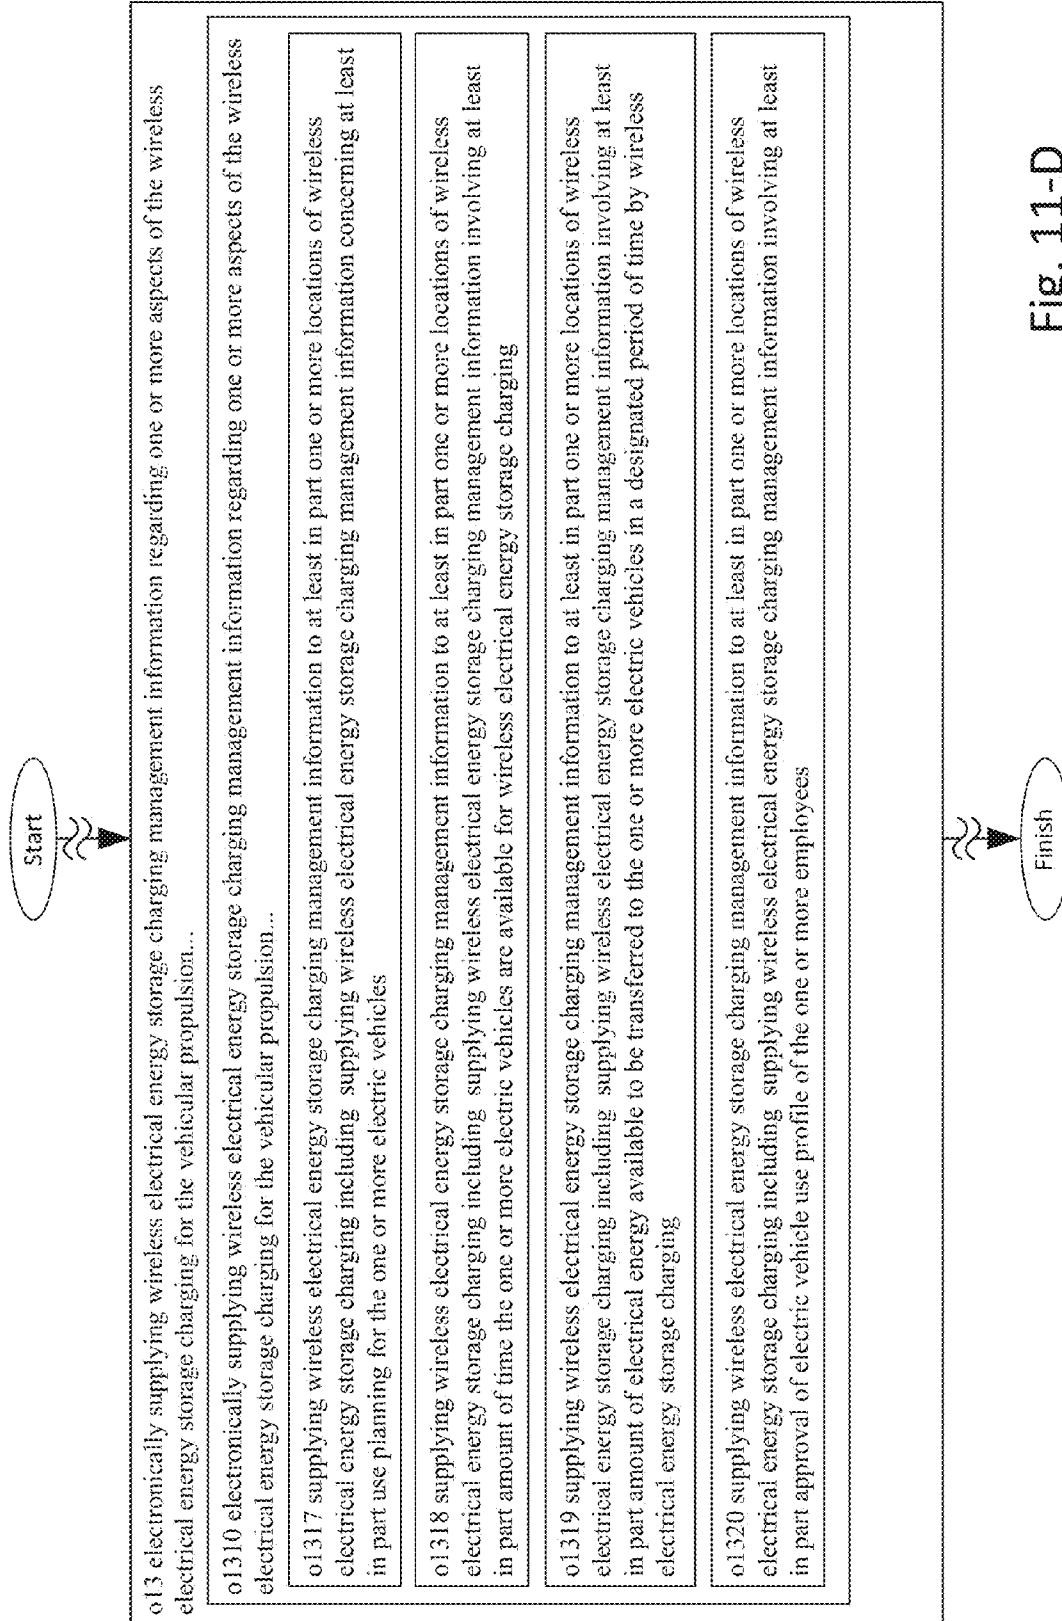 Start
o13 electronically supplying wireless electrical energy storage charging management information regarding one or more aspects of the wireless
electrical energy storage charging for the vehicular propulsion...
o1310 electronically supplying wireless electrical energy storage charging management information regarding one or more aspects of the wireless
electrical energy storage charging for the vehicular propulsion...
o1317 supplying wireless electrical energy storage charging management information to at least in part one or more locations of wireless
electrical energy storage charging including supplying wireless electrical energy storage charging management information concerning at least
in part use planning for the one or more electric vehicles
o1318 supplying wireless electrical energy storage charging management information to at least in part one or more locations of wireless
electrical energy storage charging including supplying wireless electrical energy storage charging management information involving at least
in part amount of time the one or more electric vehicles are available for wireless electrical energy storage charging
o1319 supplying wireless electrical energy storage charging management information to at least in part one or more locations of wireless
electrical energy storage charging including supplying wireless electrical energy storage charging management information involving at least
in part amount of electrical energy available to be transferred to the one or more electric vehicles in a designated period of time by wireless
electrical energy storage charging
o1320 supplying wireless electrical energy storage charging management information to at least in part one or more locations of wireless
electrical energy storage charging including supplying wireless electrical energy storage charging management information involving at least
in part approval of electric vehicle use profile of the one or more employees
Finish
Fig. 11-D